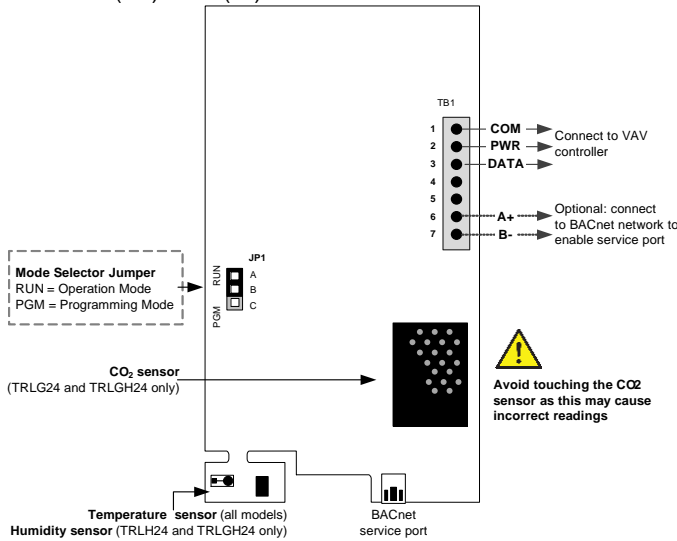 TB1
1
2
3
4
5
6
7
COM
PWR
DATA
A+
B-
Connect to VAV
controller
Optional: connect
to BACnet network to
enable service port
Mode Selector Jumper
RUN = Operation Mode
PGM = Programming Mode
JP1
RUN
PGM
A
B
C
CO2 sensor
(TRLG24 and TRLGH24 only)
Avoid touching the CO2
sensor as this may cause
incorrect readings
Temperature sensor (all models)
Humidity sensor (TRLH24 and TRLGH24 only)
BACnet
service port